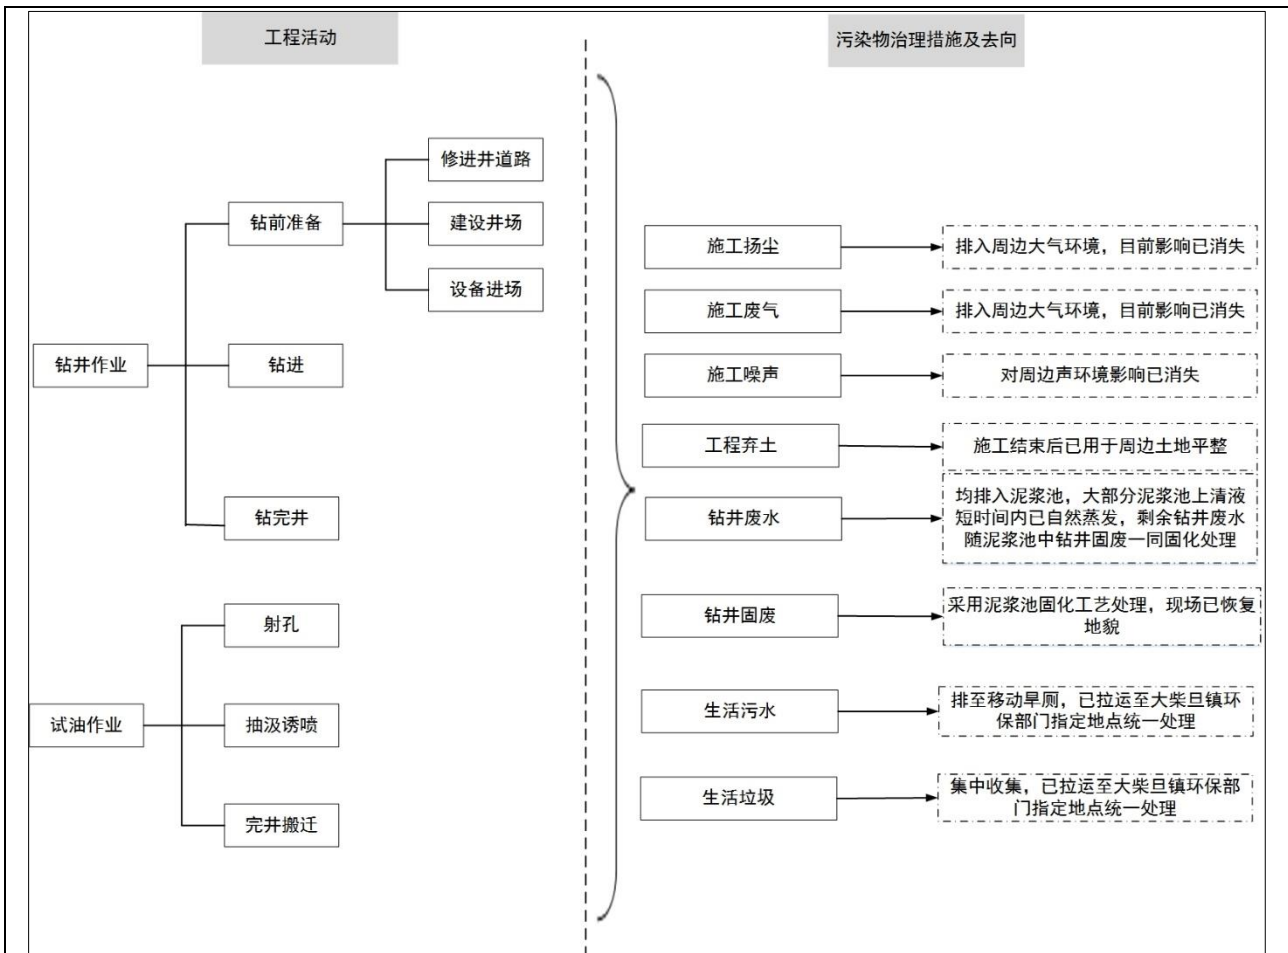 工程活动
污染物治理措施及去向
修进井道路
钻前准备
建设井场
设备进场
钻井作业
钻进
钻完井
射孔
试油作业
抽汲诱喷
完井搬迁
施工扬尘
排入周边大气环境，目前影响已消失
施工废气
排入周边大气环境，目前影响已消失
施工噪声
对周边声环境影响已消失
工程弃土
施工结束后已用于周边土地平整
钻井废水
均排入泥浆池，大部分泥浆池上清液
短时间内已自然蒸发，剩余钻井废水
随泥浆池中钻井固废一同固化处理
钻井固废
采用泥浆池固化工艺处理，现场已恢复
地貌
生活污水
排至移动旱厕，已拉运至大柴旦镇环
保部门指定地点统一处理
生活垃圾
集中收集，已拉运至大柴旦镇环保部
门指定地点统一处理